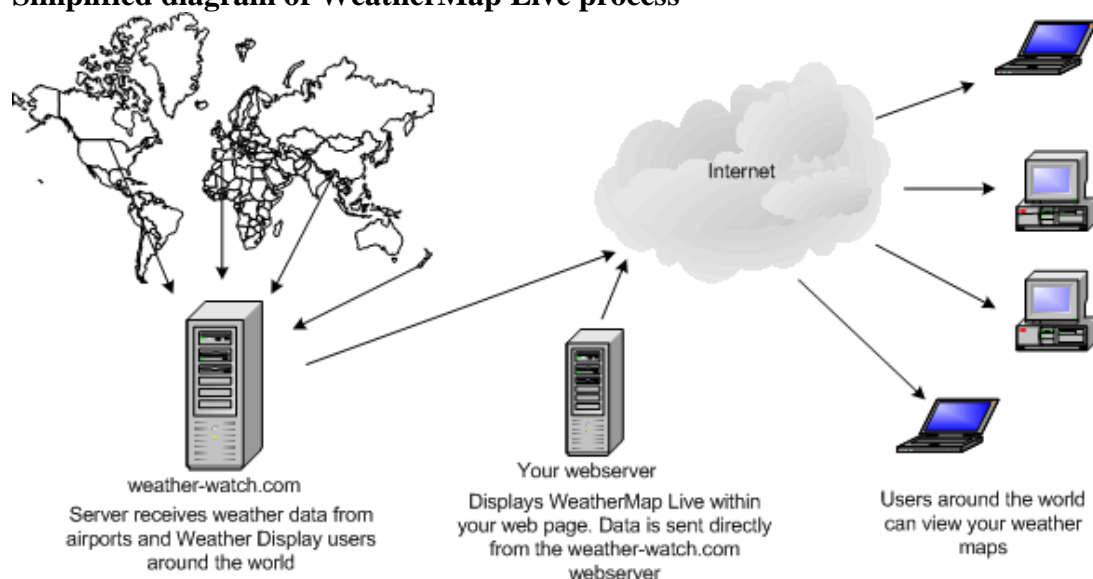 Simplified diagram of WeatherMap Live process
Internet
weather-watch.com
Server receives weather data from
airports and Weather Display users
around the world
Your webserver
Displays WeatherMap Live within
your web page. Data is sent directly
from the weather-watch.com
webserver
Users around the world
can view your weather
maps